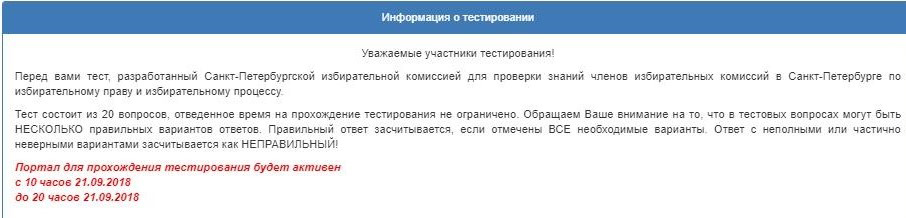 Информация о тестировании
Уважаемые участники тестирования!
Перед вами тест, разработанный Санкт-Петербургской избирательной комиссией для проверки знаний членов избирательных комиссий в Санкт-Петербурге по
избирательному праву и избирательному процессу.
Тест состоит из 20 вопросов, отведенное время на прохождение тестирования не ограничено. Обращаем Ваше внимание на то, что в тестовых вопросах могут быть
НЕСКОЛЬКО правильных вариантов ответов. Правильный ответ засчитывается, если отмечены ВСЕ необходимые варианты. Ответ с неполными или частично
неверными вариантами засчитывается как НЕПРАВИЛЬНЫЙ!
Портал для прохождения тестирования будет активен
с 10 часов 21.09.2018
до 20 часов 21.09.2018